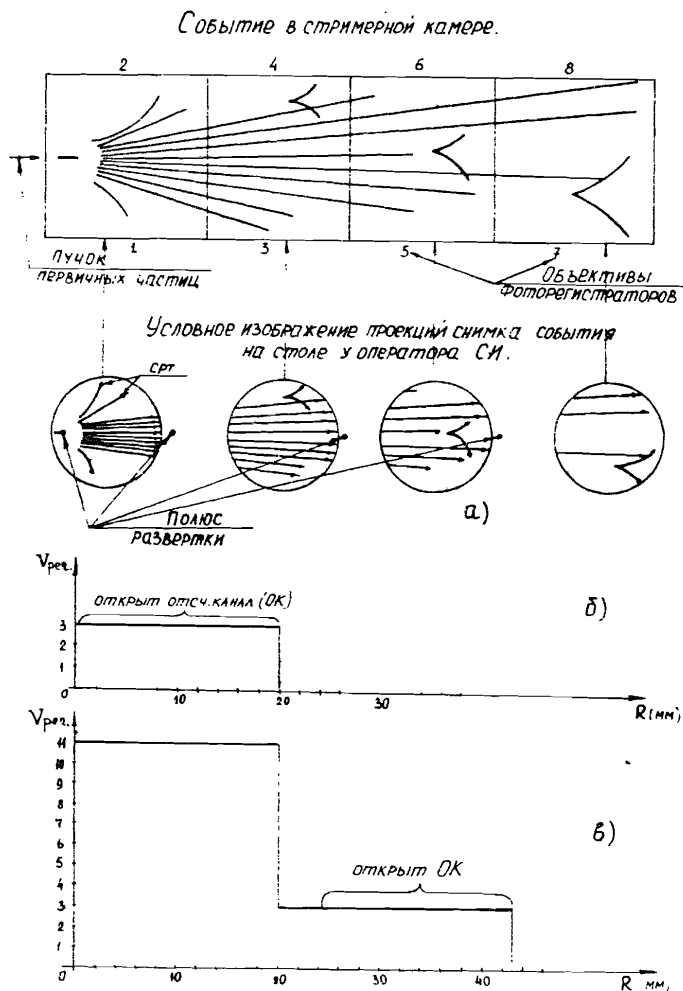 Событие в стримерной камере.
2 4 6 8
1 3 5 7
Пучок
первичных частиц
Объективы
фоторегистраторов
Условное изображение проекций снимка события
на столе у оператора СИ.
СРТ
Полюс
развертки
а)
Vрег.
открыт отсч. канал (ОК)
б)
3
2
1
0
10 20 30
R (мм)
Vрег.
11
10
9
8
7
6
5
4
3
2
1
0
в)
открыт ОК
10 20 30 40
R мм,